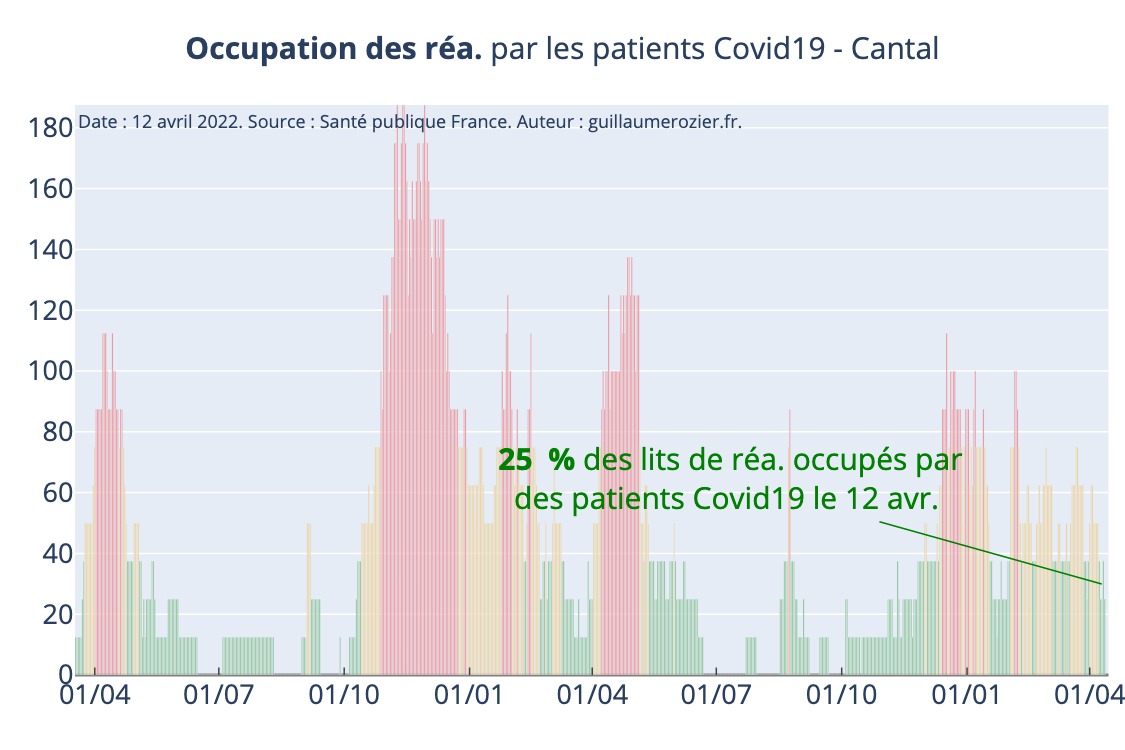 Occupation des réa. par les patients Covid19 - Cantal
Date : 12 avril 2022. Source : Santé publique France. Auteur : guillaumerozier.fr.
180
160
140
120
100
80
60
40
20
0
25 % des lits de réa. occupés par
des patients Covid19 le 12 avr.
01/04 01/07 01/10 01/01 01/04 01/07 01/10 01/01 01/04